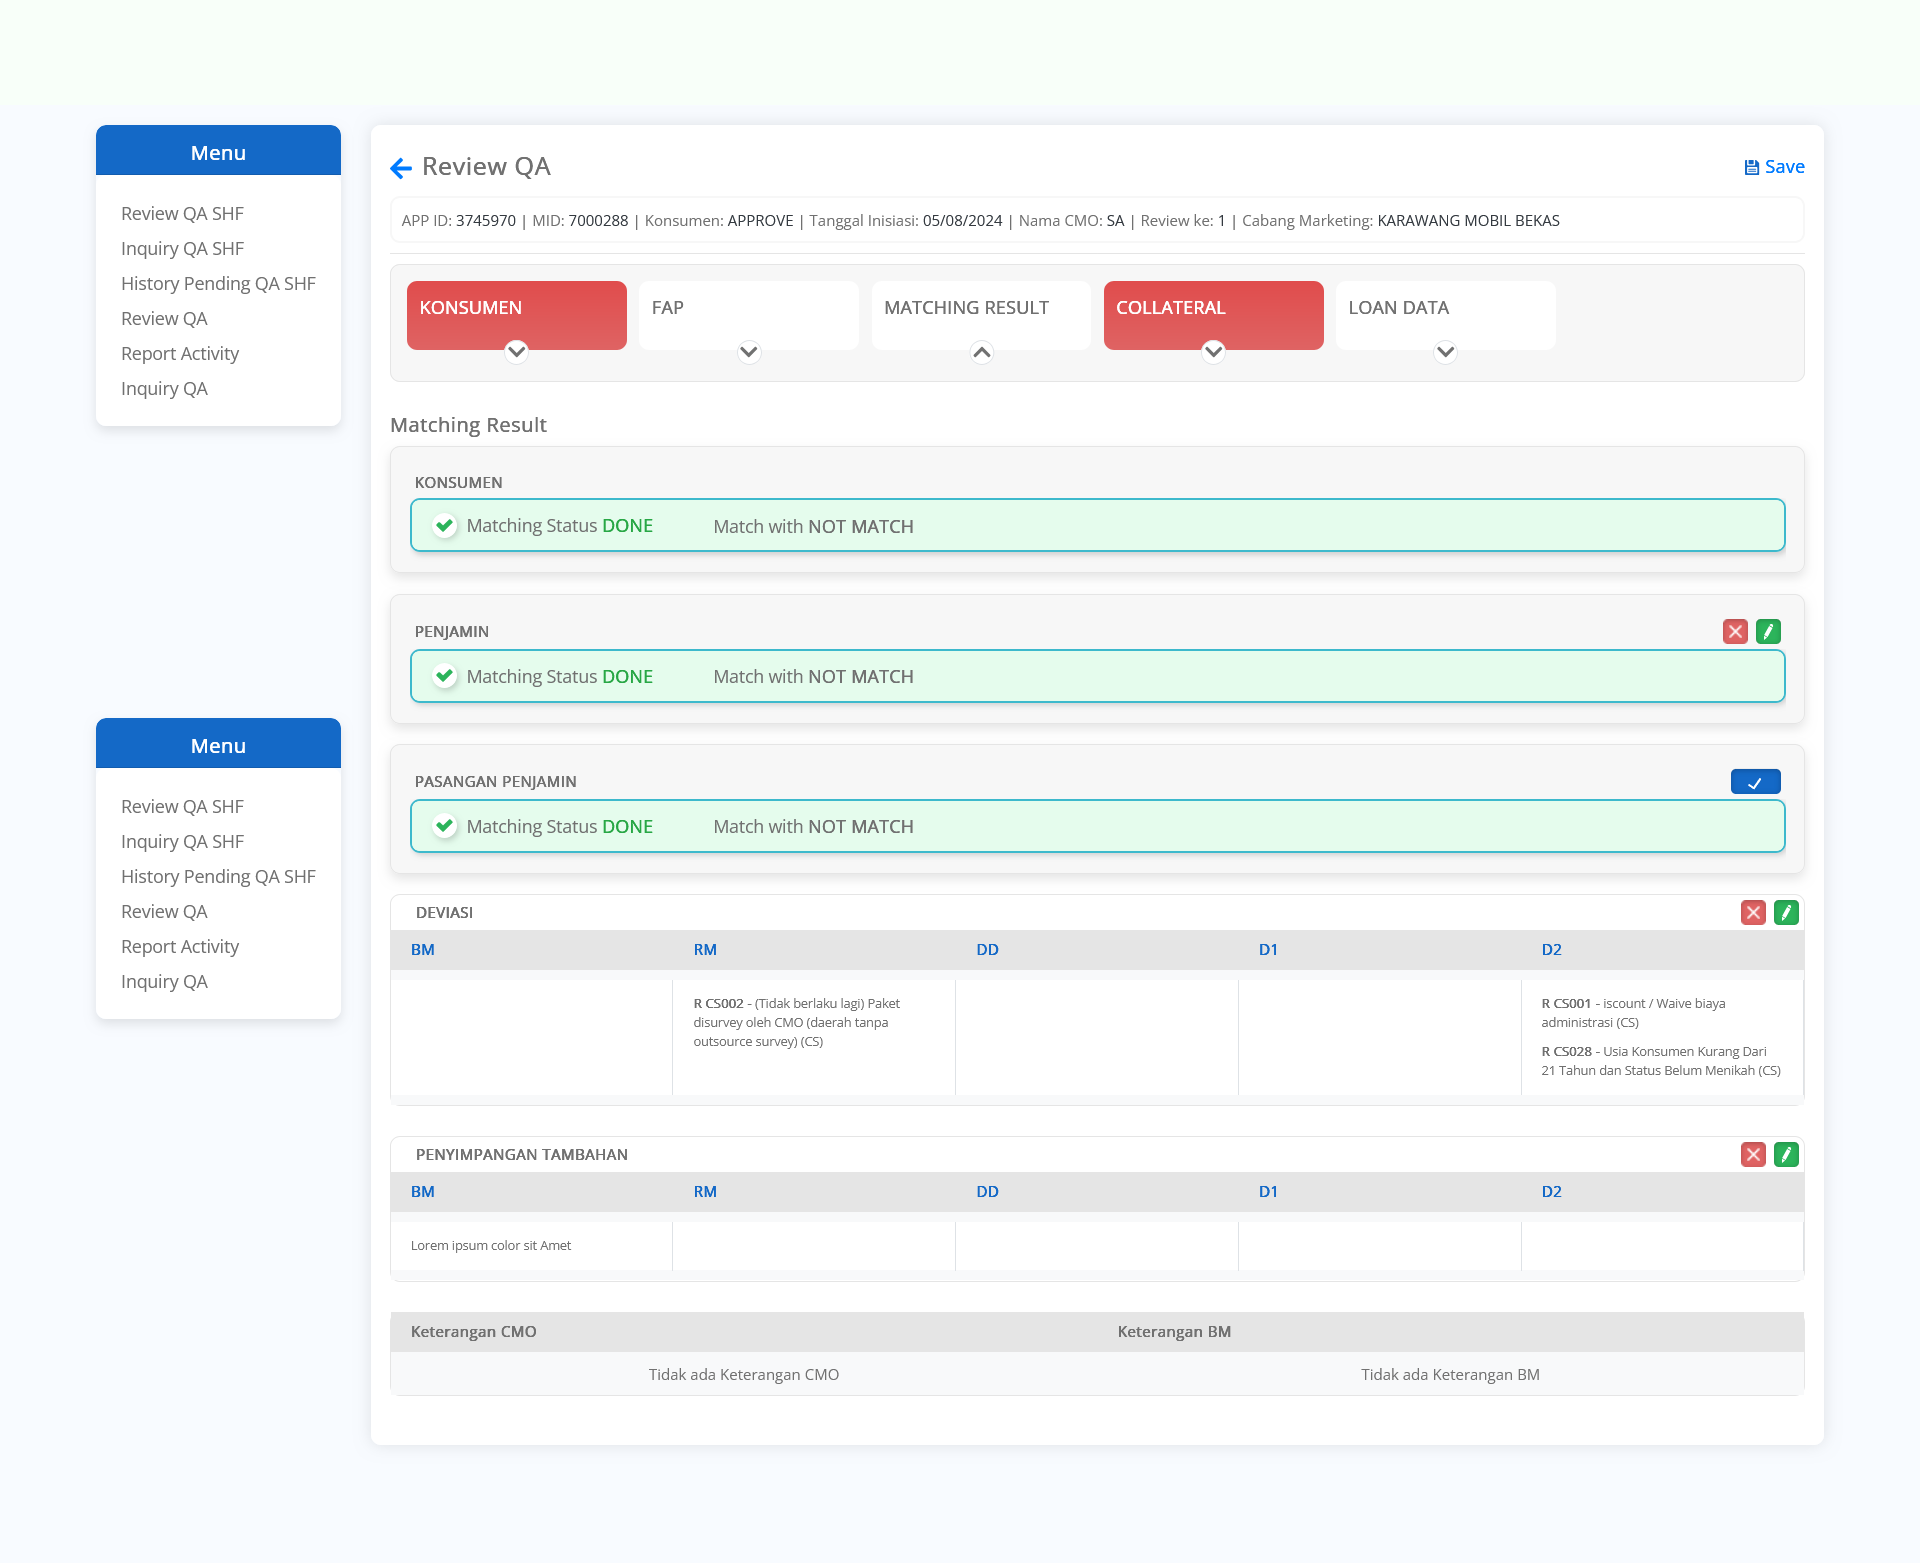 Menu
Review QA SHF
Inquiry QA SHF
History Pending QA SHF
Review QA
Report Activity
Inquiry QA
Menu
Review QA SHF
Inquiry QA SHF
History Pending QA SHF
Review QA
Report Activity
Inquiry QA
Review QA
Save
APP ID: 3745970 | MID: 7000288 | Konsumen: APPROVE | Tanggal Inisiasi: 05/08/2024 | Nama CMO: SA | Review ke: 1 | Cabang Marketing: KARAWANG MOBIL BEKAS
KONSUMEN
FAP
MATCHING RESULT
COLLATERAL
LOAN DATA
Matching Result
KONSUMEN
Matching Status DONE Match with NOT MATCH
PENJAMIN
Matching Status DONE Match with NOT MATCH
PASANGAN PENJAMIN
Matching Status DONE Match with NOT MATCH
DEVIASI
BM RM DD D1 D2
R CS002 - (Tidak berlaku lagi) Paket
disurvey oleh CMO (daerah tanpa
outsource survey) (CS)
R CS001 - iscount / Waive biaya
administrasi (CS)
R CS028 - Usia Konsumen Kurang Dari
21 Tahun dan Status Belum Menikah (CS)
PENYIMPANGAN TAMBAHAN
BM RM DD D1 D2
Lorem ipsum color sit Amet
Keterangan CMO Keterangan BM
Tidak ada Keterangan CMO Tidak ada Keterangan BM